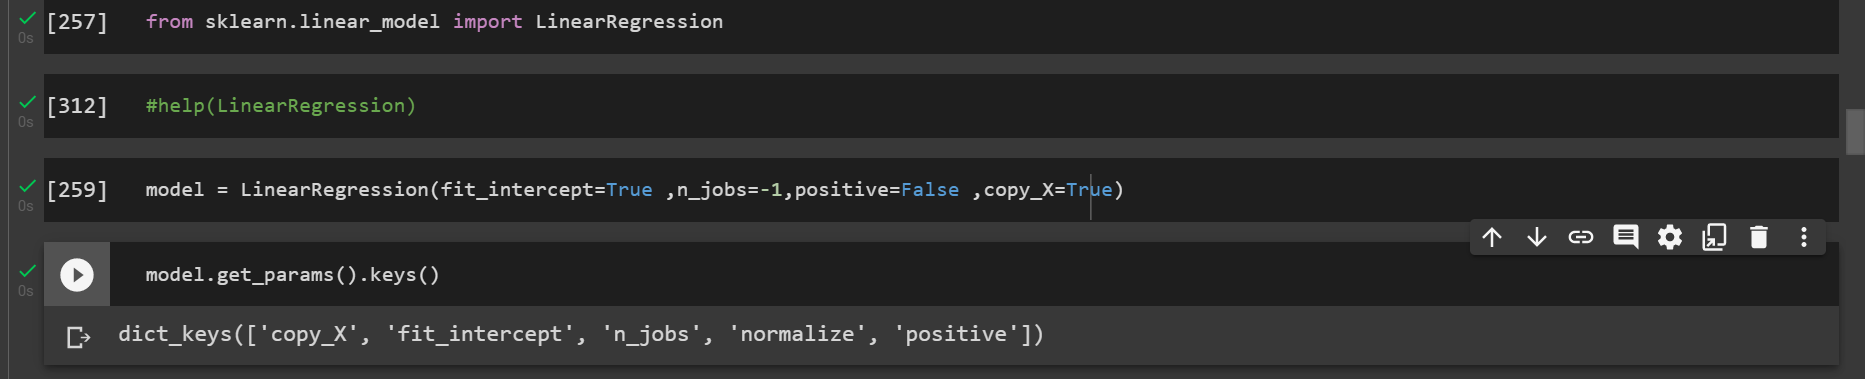 [257] from sklearn.linear_model import LinearRegression
0s
[312] #help(LinearRegression)
0s
[259] model = LinearRegression(fit_intercept=True ,n_jobs=-1,positive=False ,copy_X=True)
0s
model.get_params().keys()
0s
dict_keys(['copy_X', 'fit_intercept', 'n_jobs', 'normalize', 'positive'])